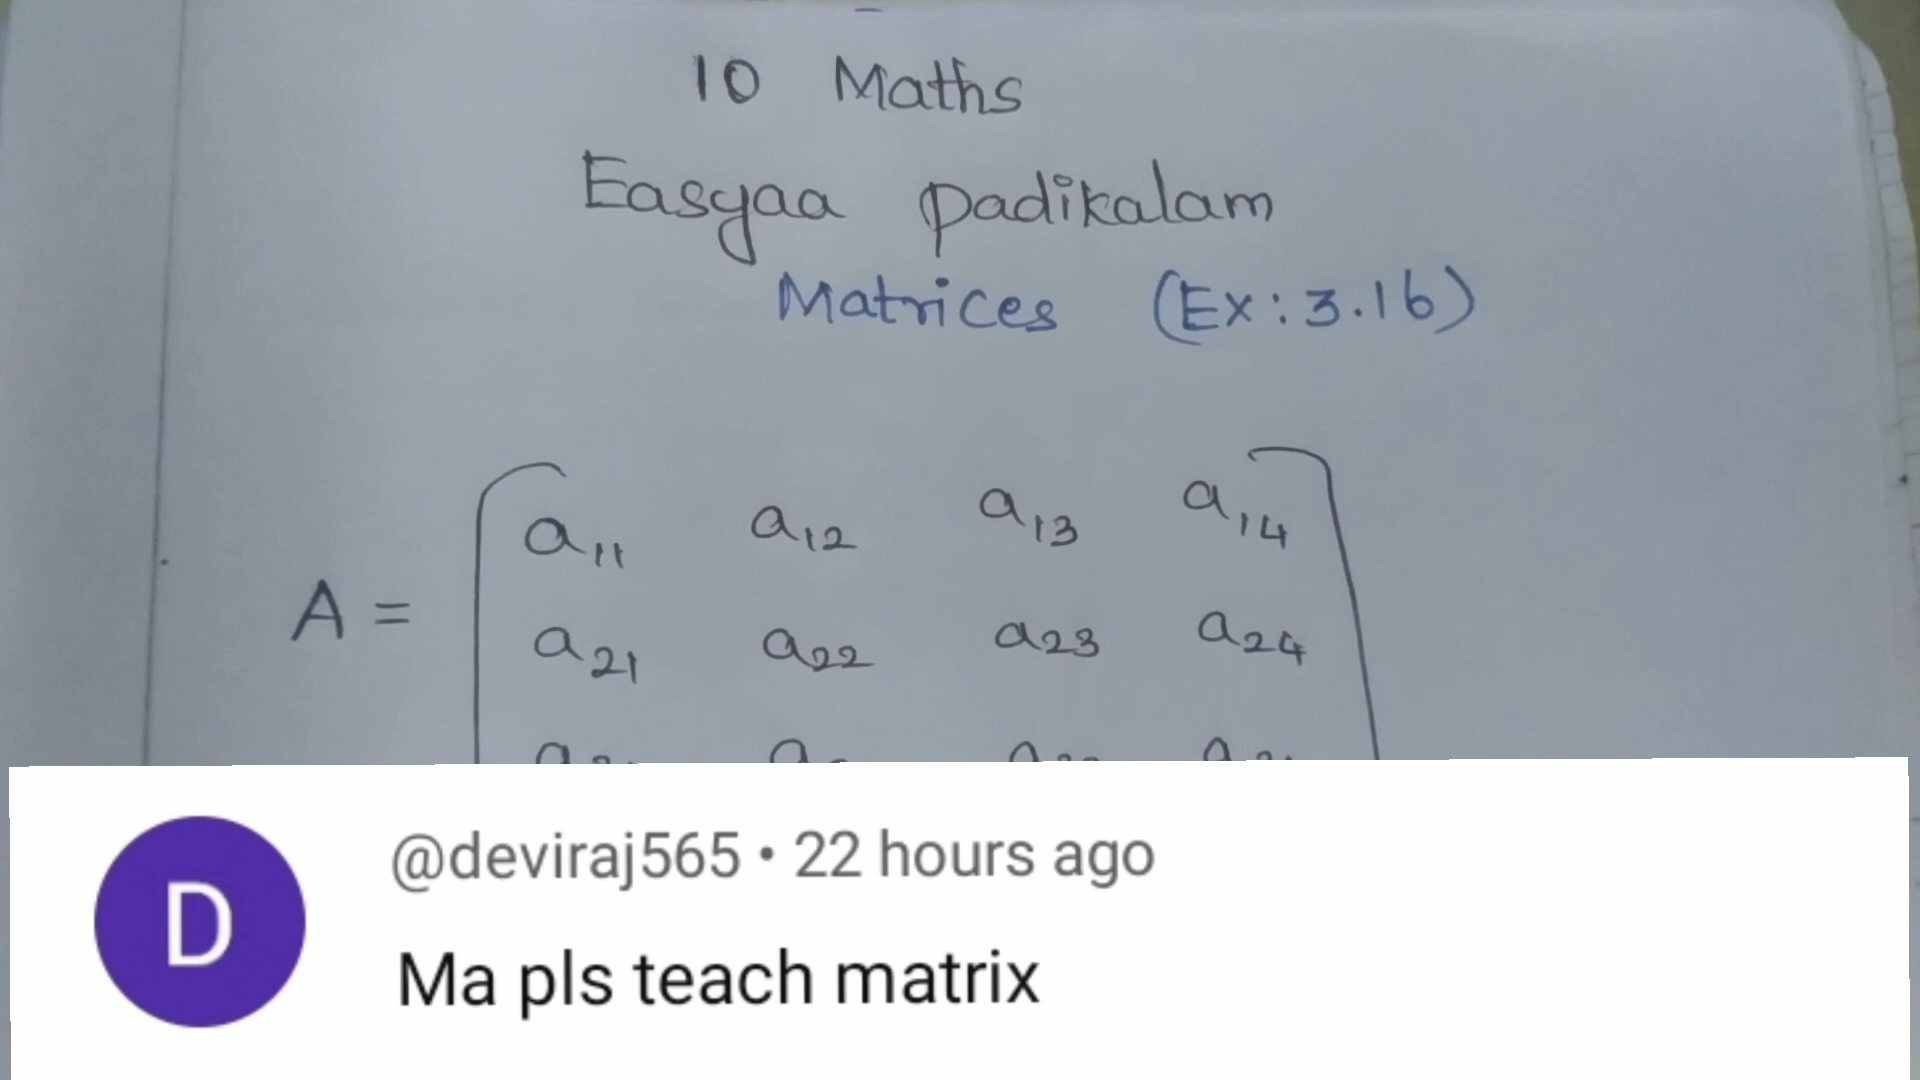 10 Maths
Easyaa padikalam
Matrices (Ex: 3.16)
a11 a12 a13 a14
A =
a21 a22 a23 a24
@deviraj565 • 22 hours ago
D
Ma pls teach matrix